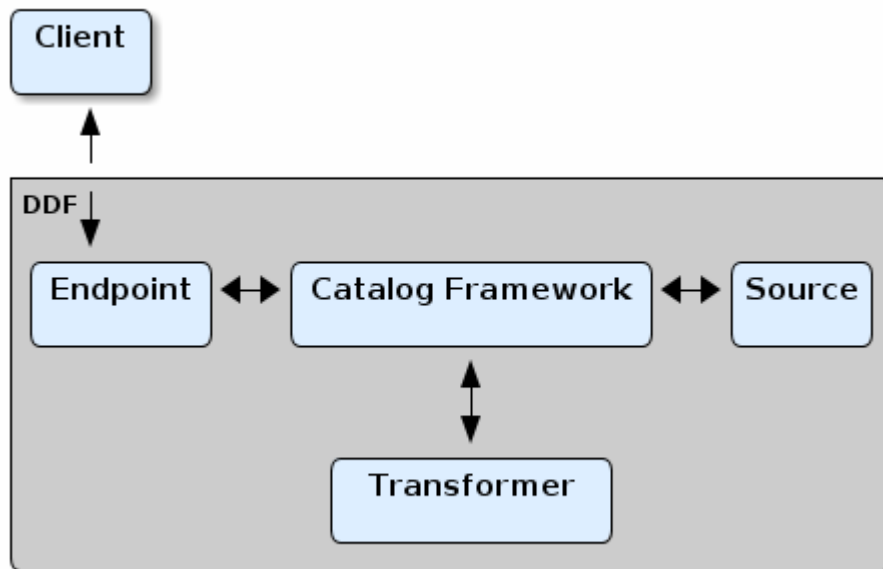 Client
DDF
Endpoint
Catalog Framework
Source
Transformer